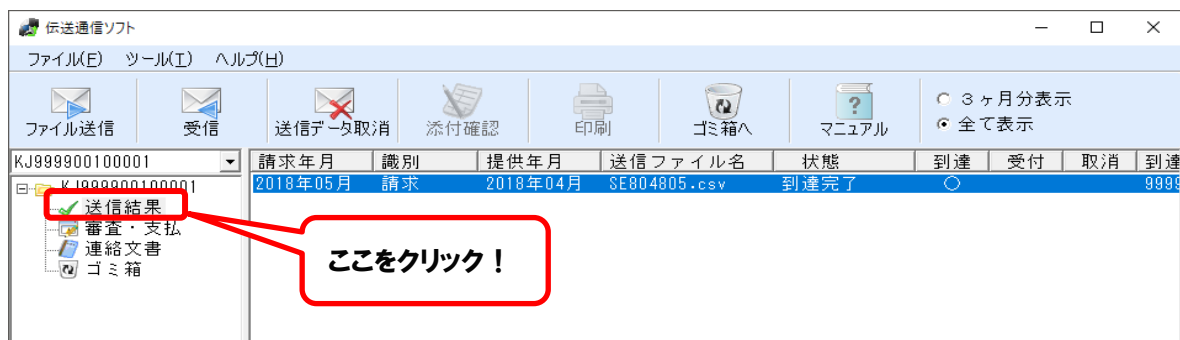 伝送通信ソフト
ファイル(F) ツール(T) ヘルプ(H)
ファイル送信 受信 送信データ取消 添付確認 印刷 ゴミ箱へ マニュアル
3ヶ月分表示
全て表示
KJ999900100001
請求年月 識別 提供年月 送信ファイル名 状態 到達 受付 取消 到達
KJ999900100001
2018年05月 請求 2018年04月 SE804805.csv 到達完了 ○ 9999
送信結果
審査・支払
連絡文書
ゴミ箱
ここをクリック！